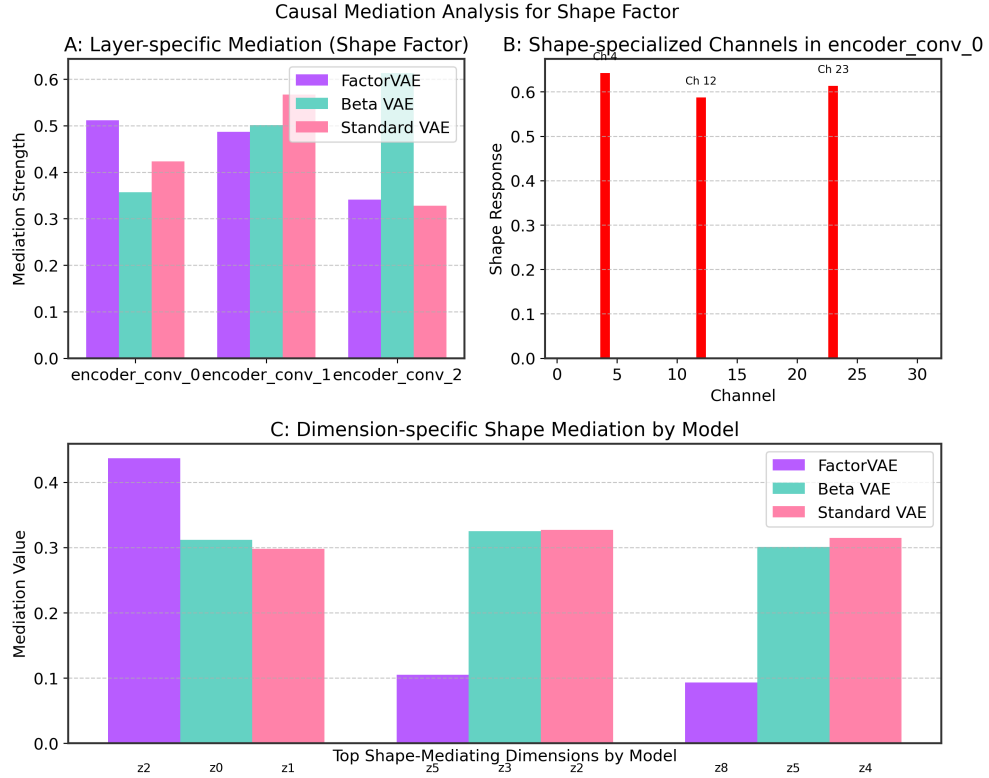 Causal Mediation Analysis for Shape Factor
A: Layer-specific Mediation (Shape Factor)
Mediation Strength
0.6
0.5
0.4
0.3
0.2
0.1
0.0
FactorVAE
Beta VAE
Standard VAE
encoder_conv_0
encoder_conv_1
encoder_conv_2
B: Shape-specialized Channels in encoder_conv_0
Shape Response
0.6
0.5
0.4
0.3
0.2
0.1
0.0
Ch 4
Ch 12
Ch 23
0
5
10
15
20
25
30
Channel
C: Dimension-specific Shape Mediation by Model
Mediation Value
0.4
0.3
0.2
0.1
0.0
FactorVAE
Beta VAE
Standard VAE
Top Shape-Mediating Dimensions by Model
z2
z0
z1
z5
z3
z2
z8
z5
z4